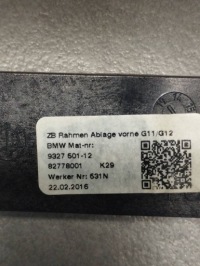 ZB Rahmen Ablage vorne G11/G12
BMW Mat-nr:
9327 601-12
82778001 K29
Werker Nr: 531N
22.02.2016